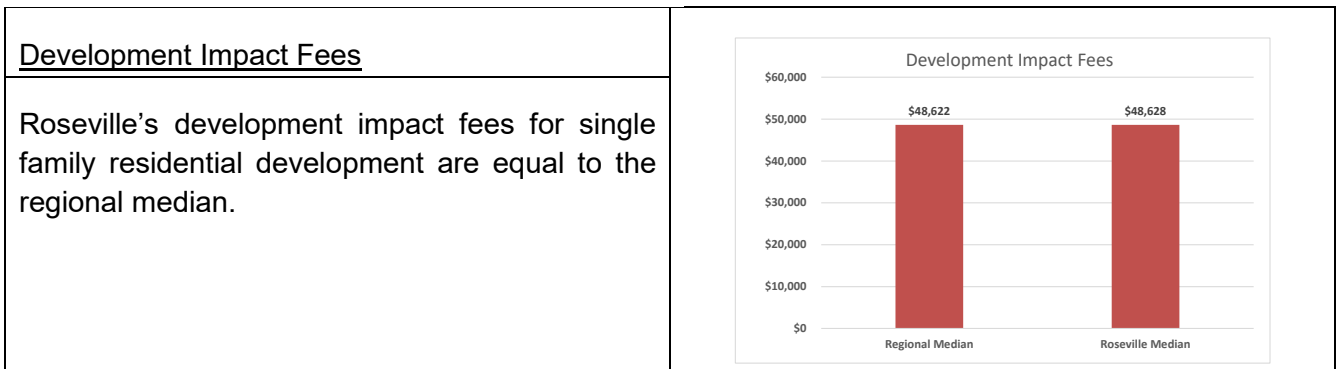 Development Impact Fees
Roseville's development impact fees for single
family residential development are equal to the
regional median.
Development Impact Fees
$60,000
$50,000
$40,000
$30,000
$20,000
$10,000
$0
$48,622
$48,628
Regional Median
Roseville Median